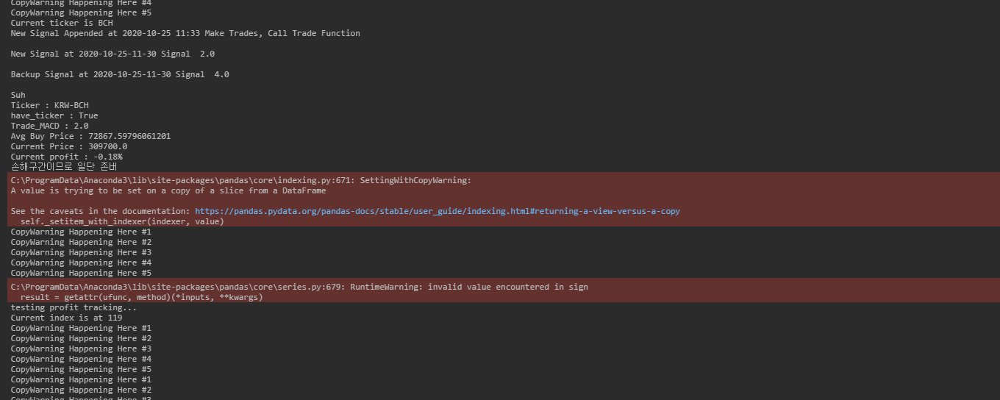 CopyWarning Happening Here #4
CopyWarning Happening Here #5
Current ticker is BCH
New Signal Appended at 2020-10-25 11:33 Make Trades, Call Trade Function
New Signal at 2020-10-25-11-30 Signal  2.0
Backup Signal at 2020-10-25-11-30 Signal  4.0
Suh
Ticker : KRW-BCH
have_ticker : True
Trade_MACD : 2.0
Avg Buy Price : 72867.59796061201
Current Price : 309700.0
Current profit : -0.18%
손해구간이므로 일단 존버
C:\ProgramData\Anaconda3\lib\site-packages\pandas\core\indexing.py:671: SettingWithCopyWarning:
A value is trying to be set on a copy of a slice from a DataFrame
See the caveats in the documentation: https://pandas.pydata.org/pandas-docs/stable/user_guide/indexing.html#returning-a-view-versus-a-copy
  self._setitem_with_indexer(indexer, value)
CopyWarning Happening Here #1
CopyWarning Happening Here #2
CopyWarning Happening Here #3
CopyWarning Happening Here #4
CopyWarning Happening Here #5
C:\ProgramData\Anaconda3\lib\site-packages\pandas\core\series.py:679: RuntimeWarning: invalid value encountered in sign
  result = getattr(ufunc, method)(*inputs, **kwargs)
testing profit tracking...
Current index is at 119
CopyWarning Happening Here #1
CopyWarning Happening Here #2
CopyWarning Happening Here #3
CopyWarning Happening Here #4
CopyWarning Happening Here #5
CopyWarning Happening Here #1
CopyWarning Happening Here #2
CopyWarning Happening Here #3